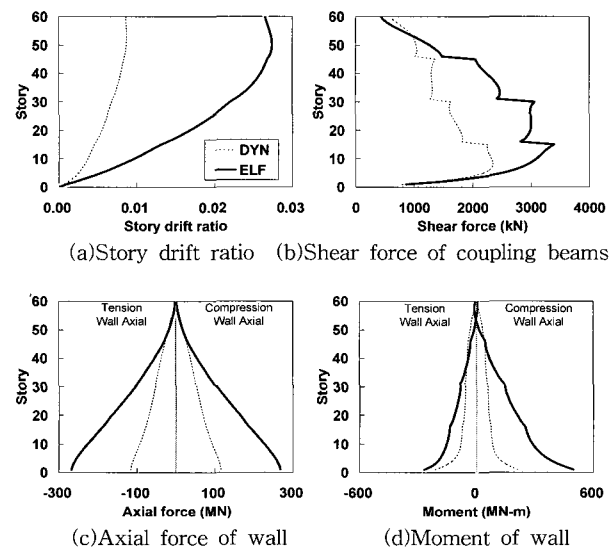 60
50
40
30
20
10
0
Story
DYN
ELF
0.00 0.01 0.02 0.03
Story drift ratio
(a)Story drift ratio
60
50
40
30
20
10
0
Story
0 1000 2000 3000 4000
Shear force (kN)
(b)Shear force of coupling beams
60
50
40
30
20
10
0
Story
Tension
Wall Axial
Compression
Wall Axial
-300 -100 100 300
Axial force (MN)
(c)Axial force of wall
60
50
40
30
20
10
0
Story
Tension
Wall Axial
Compression
Wall Axial
-600 0 600
Moment (MN-m)
(d)Moment of wall